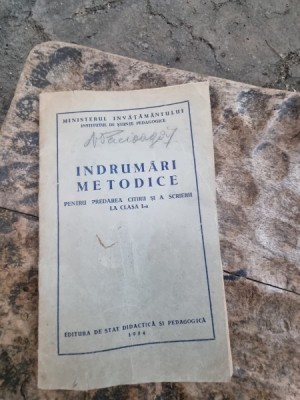 MINISTERUL INVĂȚĂMÂNTULUI
INSTITUTUL DE ȘTIINȚE PEDAGOGICE
INDRUMĂRI
METODICE
PENTRU PREDAREA CITIRII ȘI A SCRIERII
LA CLASA I-a
EDITURA DE STAT DIDACTICĂ ȘI PEDAGOGICĂ